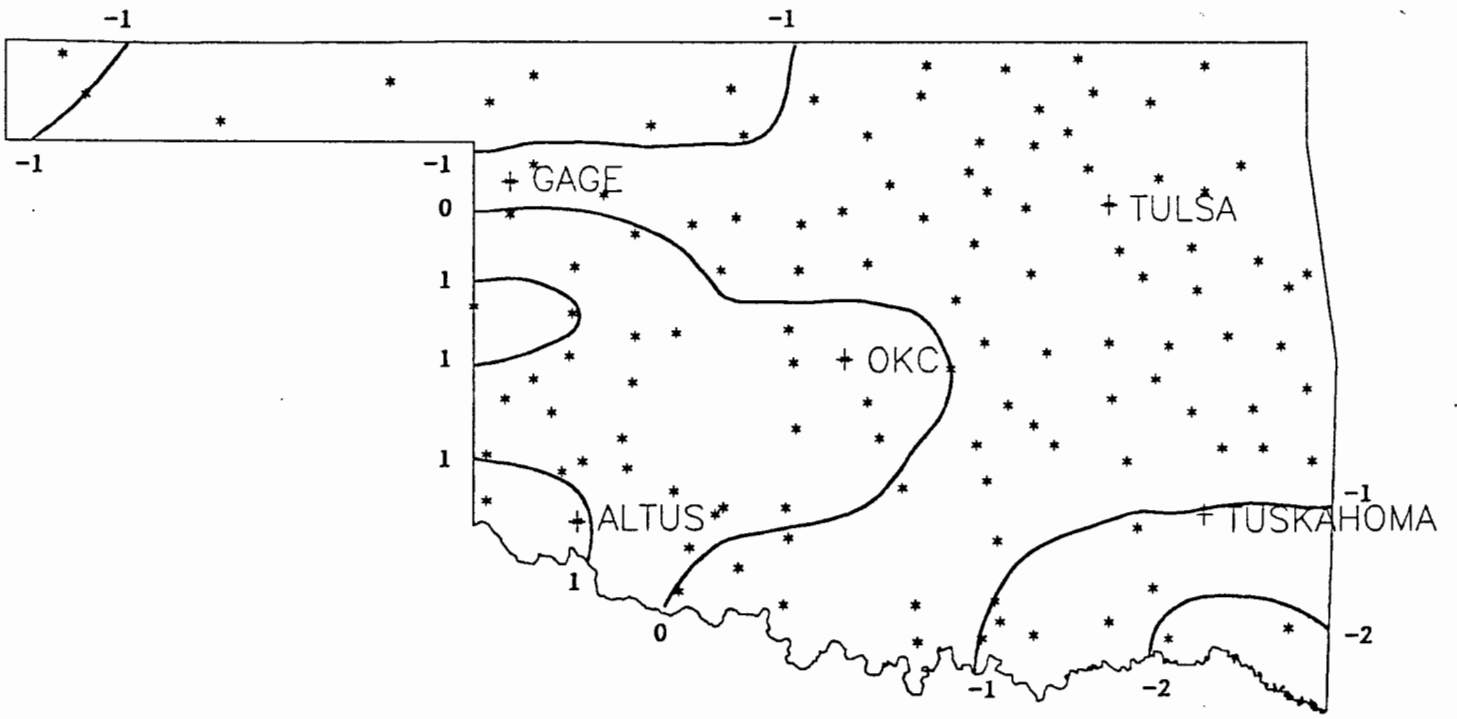 -1 -1
-1 -1
GAGE
0 TULSA
1
1 OKC
1
-1
ALTUS TUSKAHOMA
1
0 -2
-1 -2